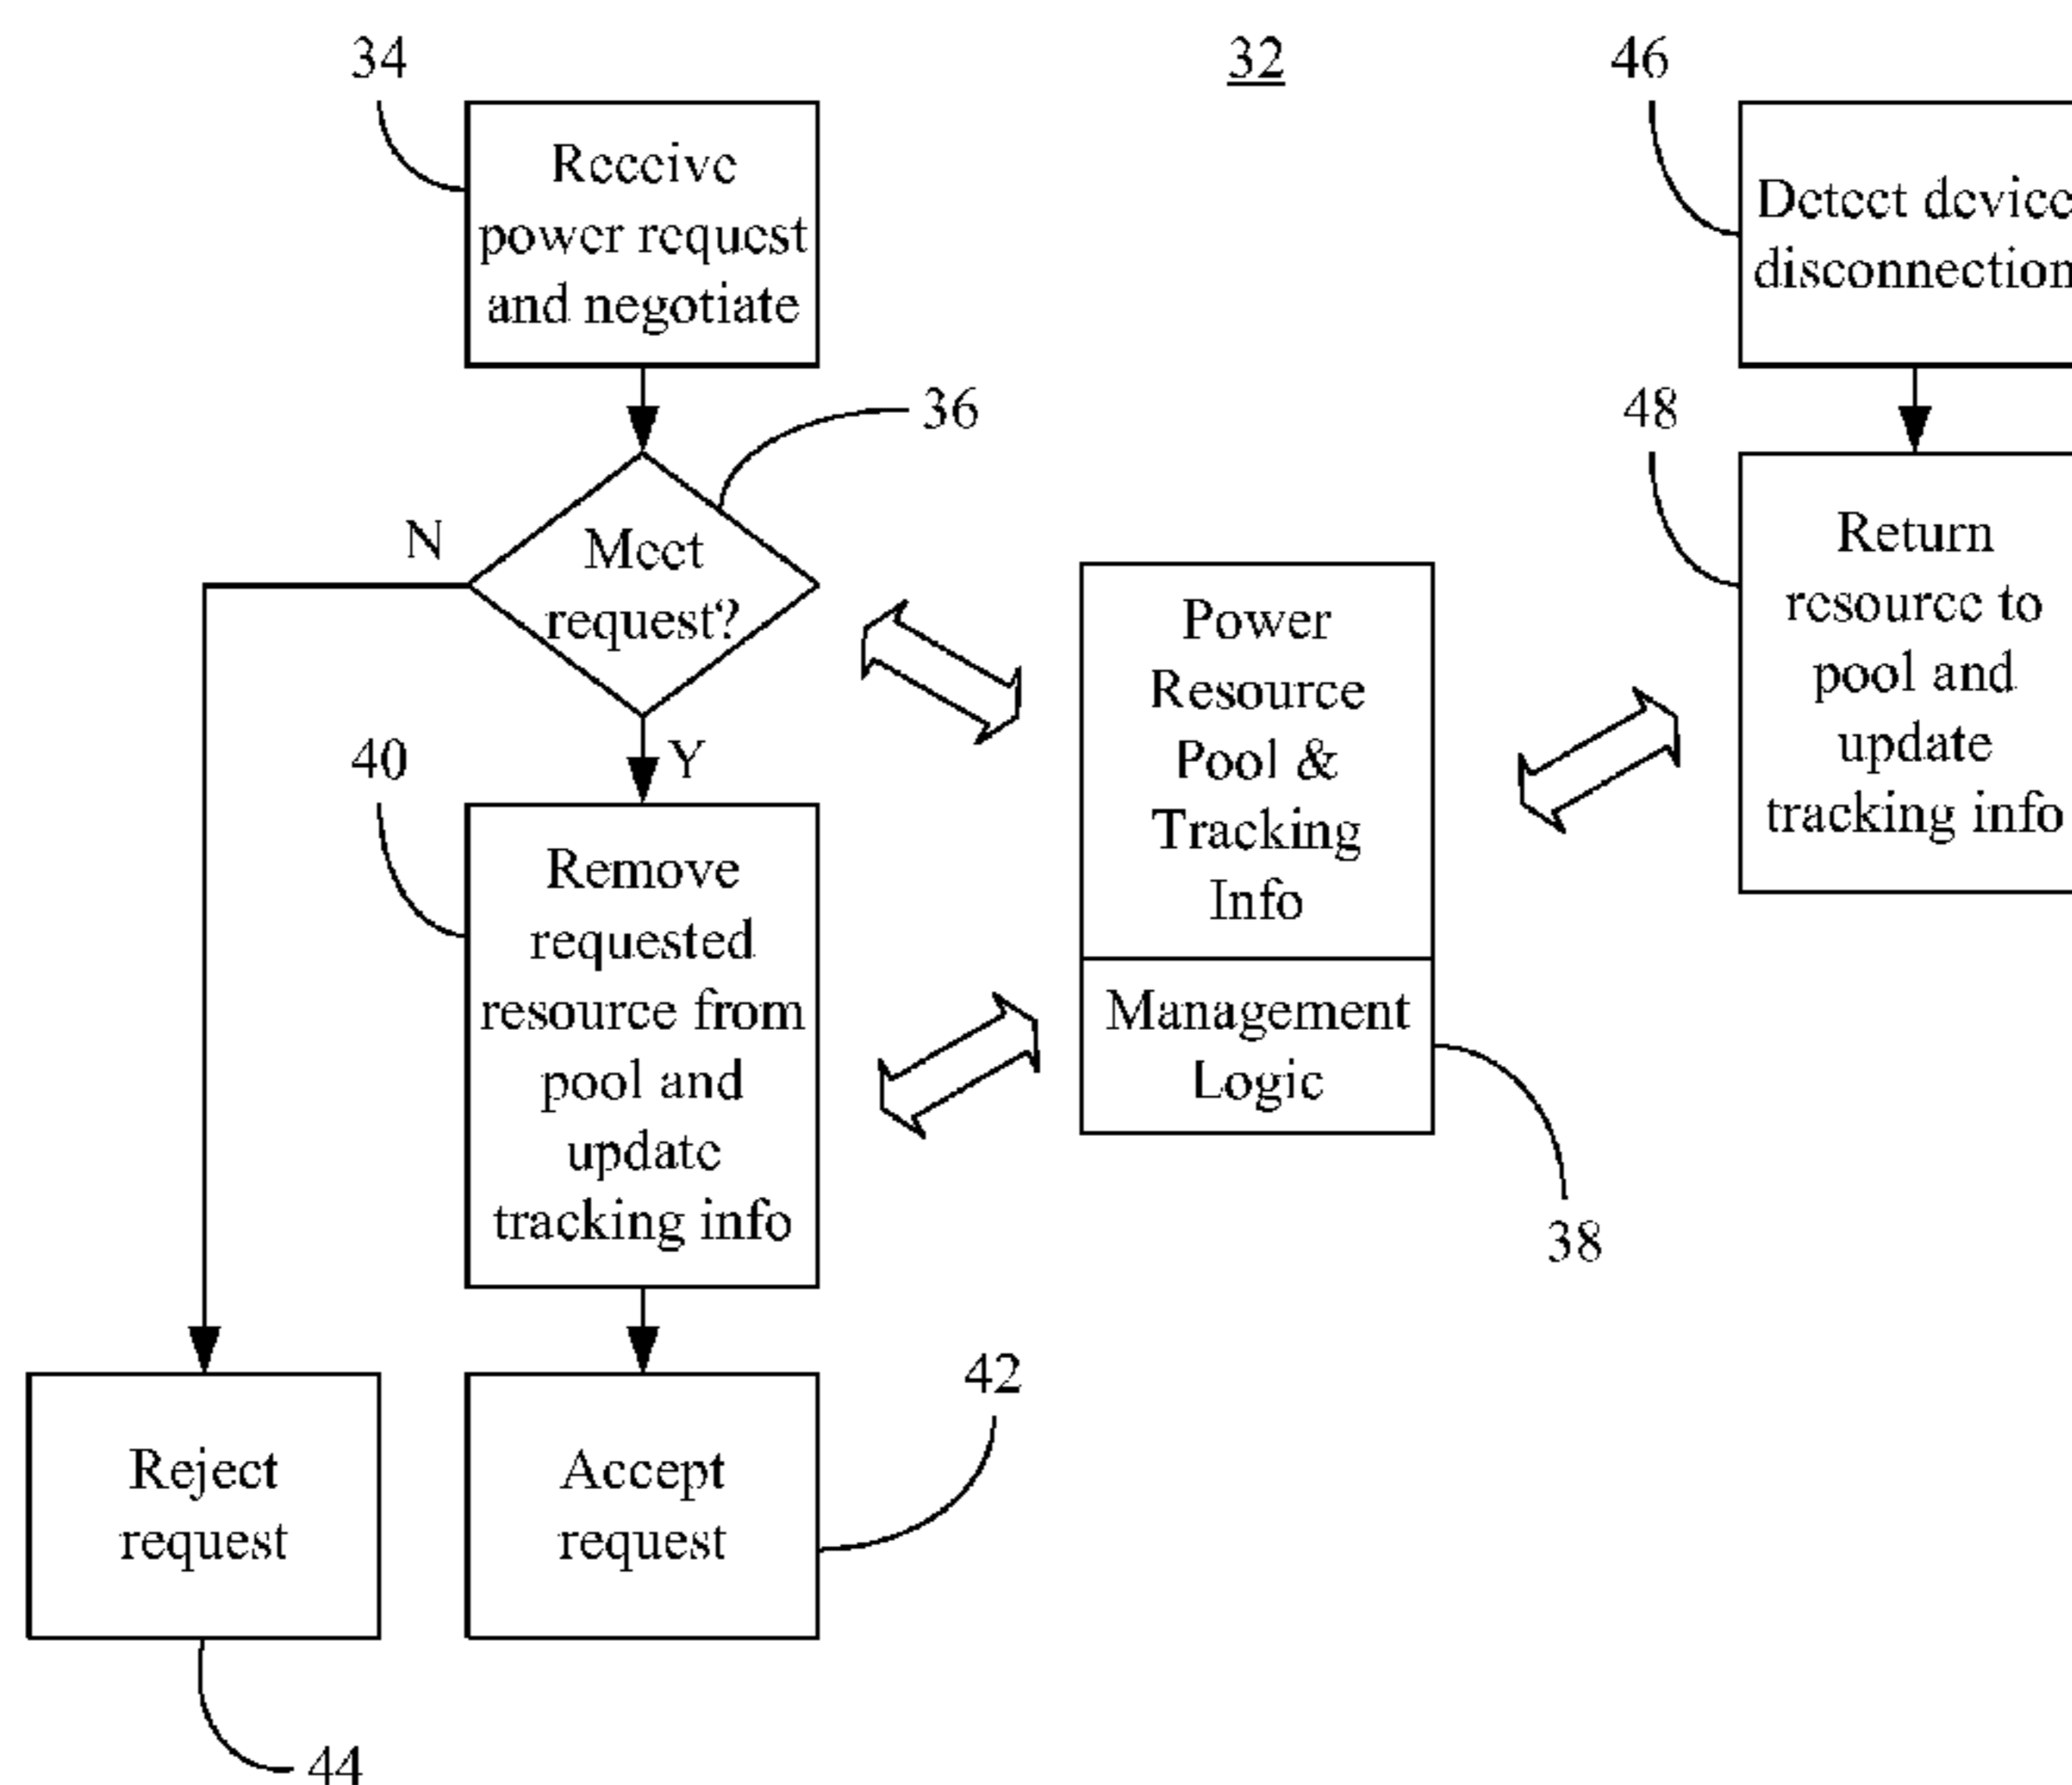 34
32
46
Receive
power request
and negotiate
Detect device
disconnection
36
48
N
Meet
request?
Y
Power
Resource
Pool &
Tracking
Info
Management
Logic
38
Return
resource to
pool and
update
tracking info
40
Remove
requested
resource from
pool and
update
tracking info
42
Reject
request
Accept
request
44